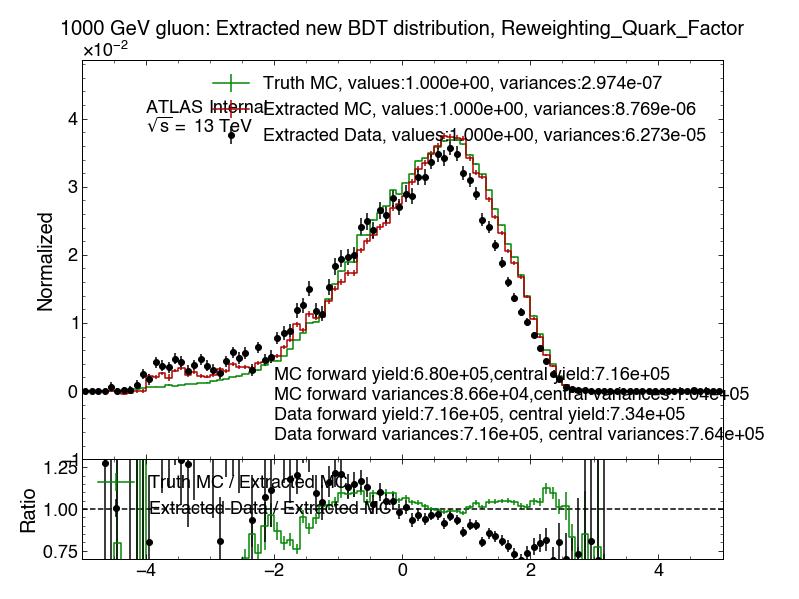 1000 GeV gluon: Extracted new BDT distribution, Reweighting_Quark_Factor
×10⁻²
Truth MC, values:1.000e+00, variances:2.974e-07
ATLAS Internal
Extracted MC, values:1.000e+00, variances:8.769e-06
√s = 13 TeV
Extracted Data, values:1.000e+00, variances:6.273e-05
Normalized
4
3
2
1
0
MC forward yield:6.80e+05,central yield:7.16e+05
MC forward variances:8.66e+04,central variances:7.04e+05
Data forward yield:7.16e+05, central yield:7.34e+05
Data forward variances:7.16e+05, central variances:7.64e+05
1
Ratio
1.25
1.00
0.75
Truth MC / Extracted MC
Extracted Data / Extracted MC
−4
−2
0
2
4